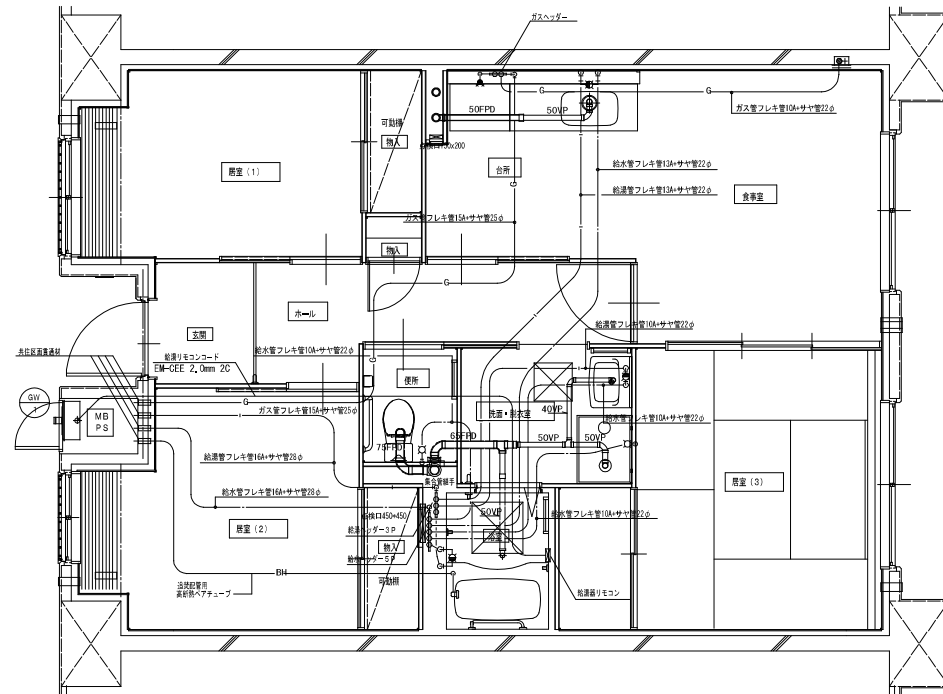 ガスヘッダー
ガス管フレキ管10A+サヤ管22φ
50FPD
50VP
可動棚
物入
点検口450x200
居室(1)
台所
給水管フレキ管13A+サヤ管22φ
給湯管フレキ管13A+サヤ管22φ
食事室
ガス管フレキ管15A+サヤ管25φ
物入
G
G
G
G
ホール
玄関
給湯管フレキ管10A+サヤ管22φ
共住区画貫通材
給湯リモコンコード
EM-CEE 2.0mm 2C
給水管フレキ管10A+サヤ管22φ
便所
GW
1
MB
PS
ガス管フレキ管15A+サヤ管25φ
洗面・脱衣室
40VP
給水管フレキ管10A+サヤ管22φ
75FPD
65FPD
50VP
50VP
給湯管フレキ管16A+サヤ管28φ
集合管継手
居室(3)
給水管フレキ管16A+サヤ管28φ
点検口450*450
50VP
給水管フレキ管10A+サヤ管22φ
居室(2)
給湯ヘッダー3P
浴室
物入
給水ヘッダー5P
BH
追焚配管用
高断熱ペアチューブ
可動棚
給湯器リモコン